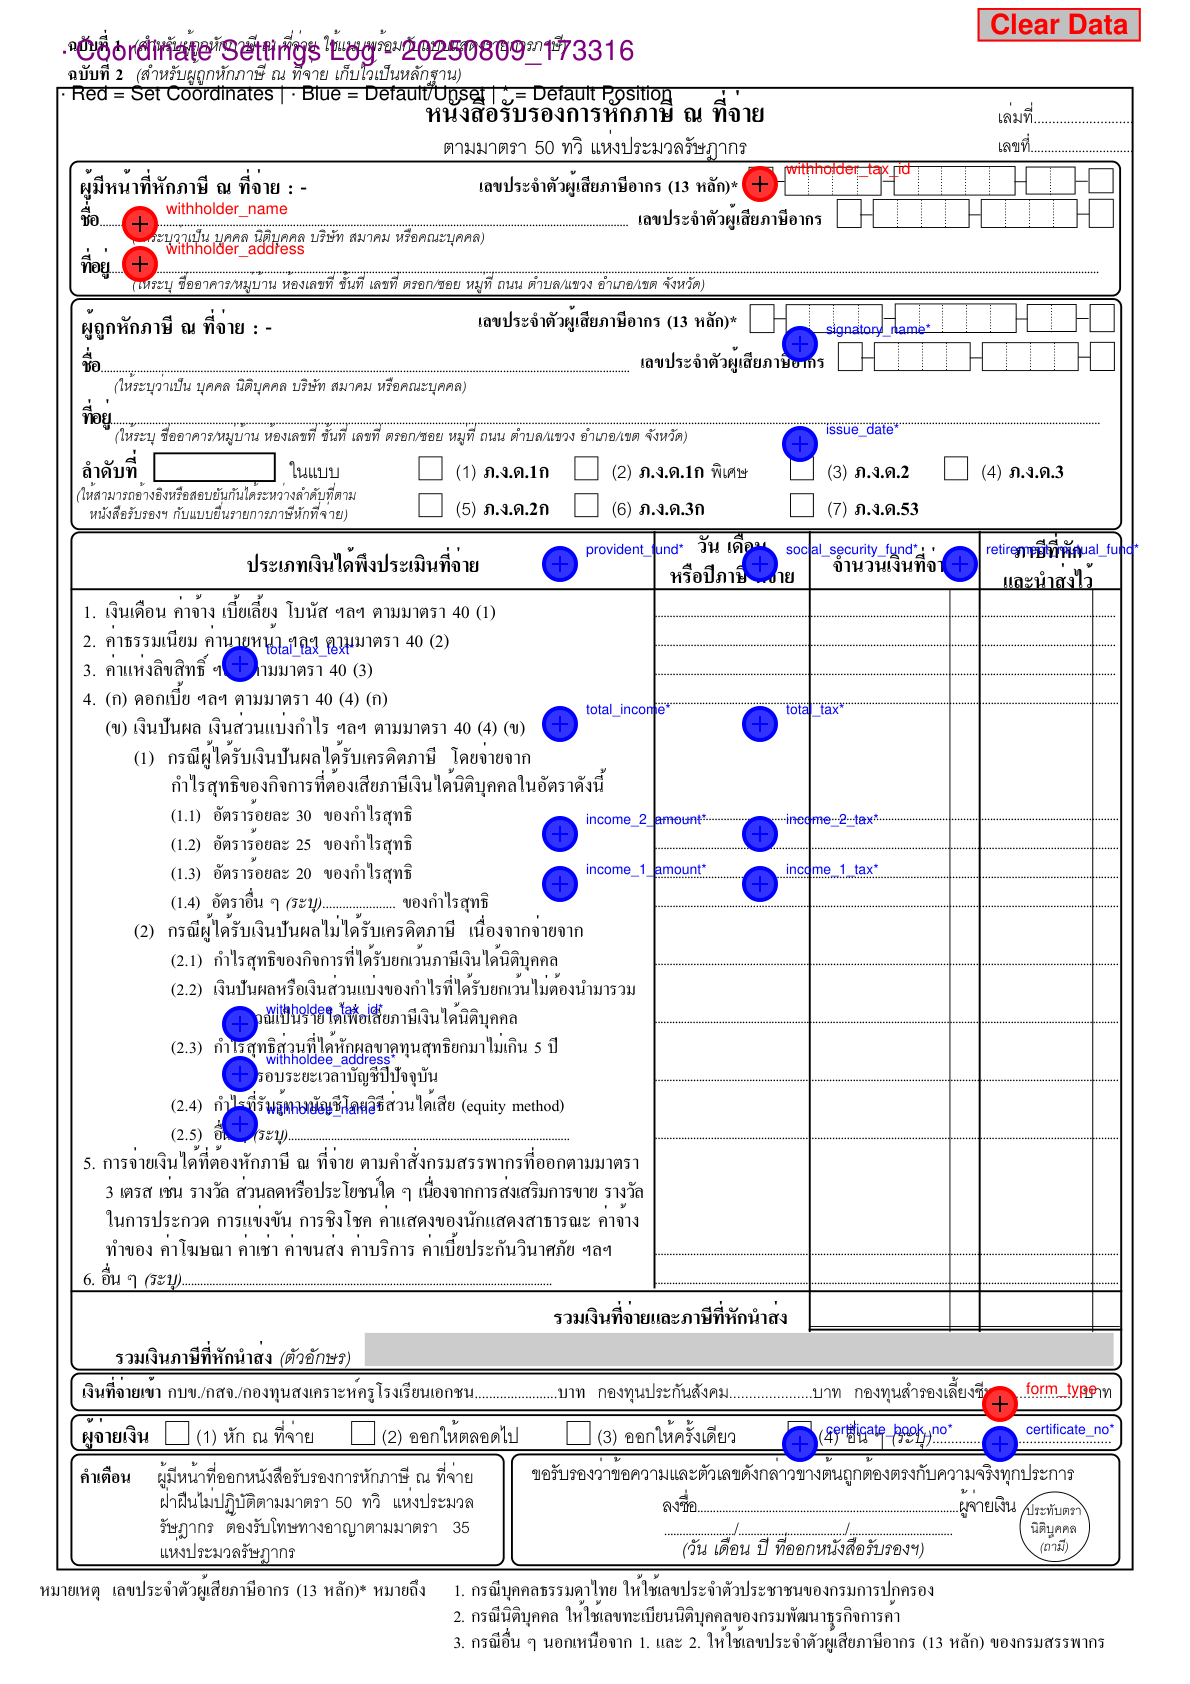 Clear Data
ฉบับที่ 1 (สำหรับผู้ถูกหักภาษี ณ ที่จ่าย ใช้แนบพร้อมกับแบบแสดงรายการภาษี)
· Coordinate Settings Log - 20250809_173316
ฉบับที่ 2 (สำหรับผู้ถูกหักภาษี ณ ที่จ่าย เก็บไว้เป็นหลักฐาน)
· Red = Set Coordinates | · Blue = Default/Unset | * = Default Position
หนังสือรับรองการหักภาษี ณ ที่จ่าย
เล่มที่
ตามมาตรา 50 ทวิ แห่งประมวลรัษฎากร
เลขที่
ผู้มีหน้าที่หักภาษี ณ ที่จ่าย : -
เลขประจำตัวผู้เสียภาษีอากร (13 หลัก)*
withholder_tax_id
ชื่อ
withholder_name
เลขประจำตัวผู้เสียภาษีอากร
(ให้ระบุว่าเป็น บุคคล นิติบุคคล บริษัท สมาคม หรือคณะบุคคล)
withholder_address
ที่อยู่
(ให้ระบุ ชื่ออาคาร/หมู่บ้าน ห้องเลขที่ ชั้นที่ เลขที่ ตรอก/ซอย หมู่ที่ ถนน ตำบล/แขวง อำเภอ/เขต จังหวัด)
ผู้ถูกหักภาษี ณ ที่จ่าย : -
เลขประจำตัวผู้เสียภาษีอากร (13 หลัก)*
signatory_name*
ชื่อ
เลขประจำตัวผู้เสียภาษีอากร
(ให้ระบุว่าเป็น บุคคล นิติบุคคล บริษัท สมาคม หรือคณะบุคคล)
ที่อยู่
(ให้ระบุ ชื่ออาคาร/หมู่บ้าน ห้องเลขที่ ชั้นที่ เลขที่ ตรอก/ซอย หมู่ที่ ถนน ตำบล/แขวง อำเภอ/เขต จังหวัด)
issue_date*
ลำดับที่ ในแบบ (1) ภ.ง.ด.1ก (2) ภ.ง.ด.1ก พิเศษ (3) ภ.ง.ด.2 (4) ภ.ง.ด.3
(ให้สามารถอ้างอิงหรือสอบยันกันได้ระหว่างลำดับที่ตาม
หนังสือรับรองฯ กับแบบยื่นรายการภาษีหักที่จ่าย)
(5) ภ.ง.ด.2ก (6) ภ.ง.ด.3ก (7) ภ.ง.ด.53
ประเภทเงินได้พึงประเมินที่จ่าย
provident_fund*
วัน เดือน
หรือปีภาษี ที่จ่าย
social_security_fund*
จำนวนเงินที่จ่าย
retirement_mutual_fund*
ภาษีที่หัก
และนำส่งไว้
1. เงินเดือน ค่าจ้าง เบี้ยเลี้ยง โบนัส ฯลฯ ตามมาตรา 40 (1)
2. ค่าธรรมเนียม ค่านายหน้า ฯลฯ ตามมาตรา 40 (2)
total_tax_text*
3. ค่าแห่งลิขสิทธิ์ ฯลฯ ตามมาตรา 40 (3)
4. (ก) ดอกเบี้ย ฯลฯ ตามมาตรา 40 (4) (ก)
total_income*
total_tax*
(ข) เงินปันผล เงินส่วนแบ่งกำไร ฯลฯ ตามมาตรา 40 (4) (ข)
(1) กรณีผู้ได้รับเงินปันผลได้รับเครดิตภาษี โดยจ่ายจาก
กำไรสุทธิของกิจการที่ต้องเสียภาษีเงินได้นิติบุคคลในอัตราดังนี้
(1.1) อัตราร้อยละ 30 ของกำไรสุทธิ
income_2_amount*
income_2_tax*
(1.2) อัตราร้อยละ 25 ของกำไรสุทธิ
(1.3) อัตราร้อยละ 20 ของกำไรสุทธิ
income_1_amount*
income_1_tax*
(1.4) อัตราอื่น ๆ (ระบุ) ของกำไรสุทธิ
(2) กรณีผู้ได้รับเงินปันผลไม่ได้รับเครดิตภาษี เนื่องจากจ่ายจาก
(2.1) กำไรสุทธิของกิจการที่ได้รับยกเว้นภาษีเงินได้นิติบุคคล
(2.2) เงินปันผลหรือเงินส่วนแบ่งของกำไรที่ได้รับยกเว้นไม่ต้องนำมารวม
withholdee_tax_id*
คำนวณเป็นรายได้เพื่อเสียภาษีเงินได้นิติบุคคล
(2.3) กำไรสุทธิส่วนที่ได้หักผลขาดทุนสุทธิยกมาไม่เกิน 5 ปี
withholdee_address*
ก่อนรอบระยะเวลาบัญชีปีปัจจุบัน
(2.4) กำไรที่รับรู้ทางบัญชีโดยวิธีส่วนได้เสีย (equity method)
withholdee_name*
(2.5) อื่น ๆ (ระบุ)
5. การจ่ายเงินได้ที่ต้องหักภาษี ณ ที่จ่าย ตามคำสั่งกรมสรรพากรที่ออกตามมาตรา
3 เตรส เช่น รางวัล ส่วนลดหรือประโยชน์ใด ๆ เนื่องจากการส่งเสริมการขาย รางวัล
ในการประกวด การแข่งขัน การชิงโชค ค่าแสดงของนักแสดงสาธารณะ ค่าจ้าง
ทำของ ค่าโฆษณา ค่าเช่า ค่าขนส่ง ค่าบริการ ค่าเบี้ยประกันวินาศภัย ฯลฯ
6. อื่น ๆ (ระบุ)
รวมเงินที่จ่ายและภาษีที่หักนำส่ง
รวมเงินภาษีที่หักนำส่ง (ตัวอักษร)
เงินที่จ่ายเข้า กบข./กสจ./กองทุนสงเคราะห์ครูโรงเรียนเอกชน บาท กองทุนประกันสังคม บาท กองทุนสำรองเลี้ยงชีพ บาท
form_type
ผู้จ่ายเงิน (1) หัก ณ ที่จ่าย (2) ออกให้ตลอดไป (3) ออกให้ครั้งเดียว (4) อื่น ๆ (ระบุ)
certificate_book_no*
certificate_no*
คำเตือน ผู้มีหน้าที่ออกหนังสือรับรองการหักภาษี ณ ที่จ่าย
ฝ่าฝืนไม่ปฏิบัติตามมาตรา 50 ทวิ แห่งประมวล
รัษฎากร ต้องรับโทษทางอาญาตามมาตรา 35
แห่งประมวลรัษฎากร
ขอรับรองว่าข้อความและตัวเลขดังกล่าวข้างต้นถูกต้องตรงกับความจริงทุกประการ
ลงชื่อ ผู้จ่ายเงิน
/ /
(วัน เดือน ปี ที่ออกหนังสือรับรองฯ)
ประทับตรา
นิติบุคคล
(ถ้ามี)
หมายเหตุ เลขประจำตัวผู้เสียภาษีอากร (13 หลัก)* หมายถึง 1. กรณีบุคคลธรรมดาไทย ให้ใช้เลขประจำตัวประชาชนของกรมการปกครอง
2. กรณีนิติบุคคล ให้ใช้เลขทะเบียนนิติบุคคลของกรมพัฒนาธุรกิจการค้า
3. กรณีอื่น ๆ นอกเหนือจาก 1. และ 2. ให้ใช้เลขประจำตัวผู้เสียภาษีอากร (13 หลัก) ของกรมสรรพากร